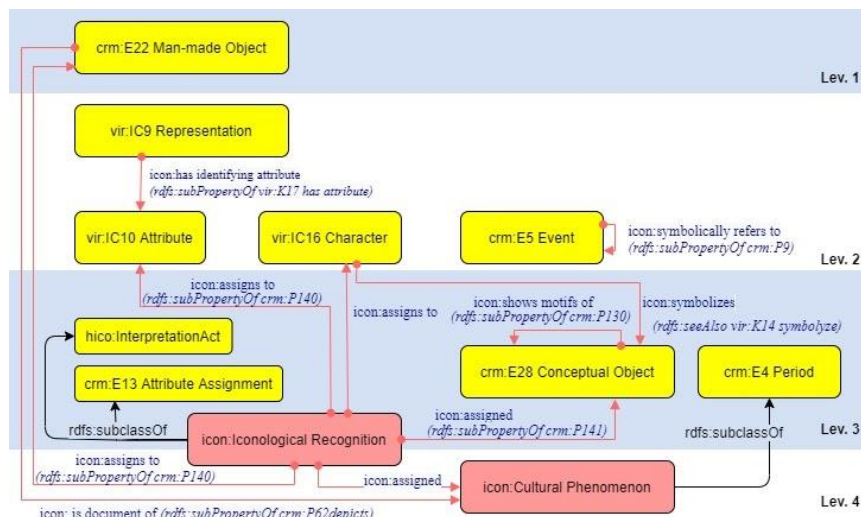 crm:E22 Man-made Object
Lev. 1
vir:IC9 Representation
icon:has identifying attribute
(rdfs:subPropertyOf vir:K17 has attribute)
vir:IC10 Attribute
vir:IC16 Character
crm:E5 Event
icon:symbolically refers to
(rdfs:subPropertyOf crm:P9)
Lev. 2
icon:assigns to
(rdfs:subPropertyOf crm:P140)
icon:assigns to
icon:shows motifs of
(rdfs:subPropertyOf crm:P130)
icon:symbolizes
(rdfs:seeAlso vir:K14 symbolyze)
hico:InterpretationAct
crm:E13 Attribute Assignment
crm:E28 Conceptual Object
crm:E4 Period
rdfs:subclassOf
icon:Iconological Recognition
icon:assigned
(rdfs:subPropertyOf crm:P141)
rdfs:subclassOf
Lev. 3
icon:assigns to
(rdfs:subPropertyOf crm:P140)
icon:assigned
icon:Cultural Phenomenon
icon: is document of (rdfs:subPropertyOf crm:P62depicts)
Lev. 4